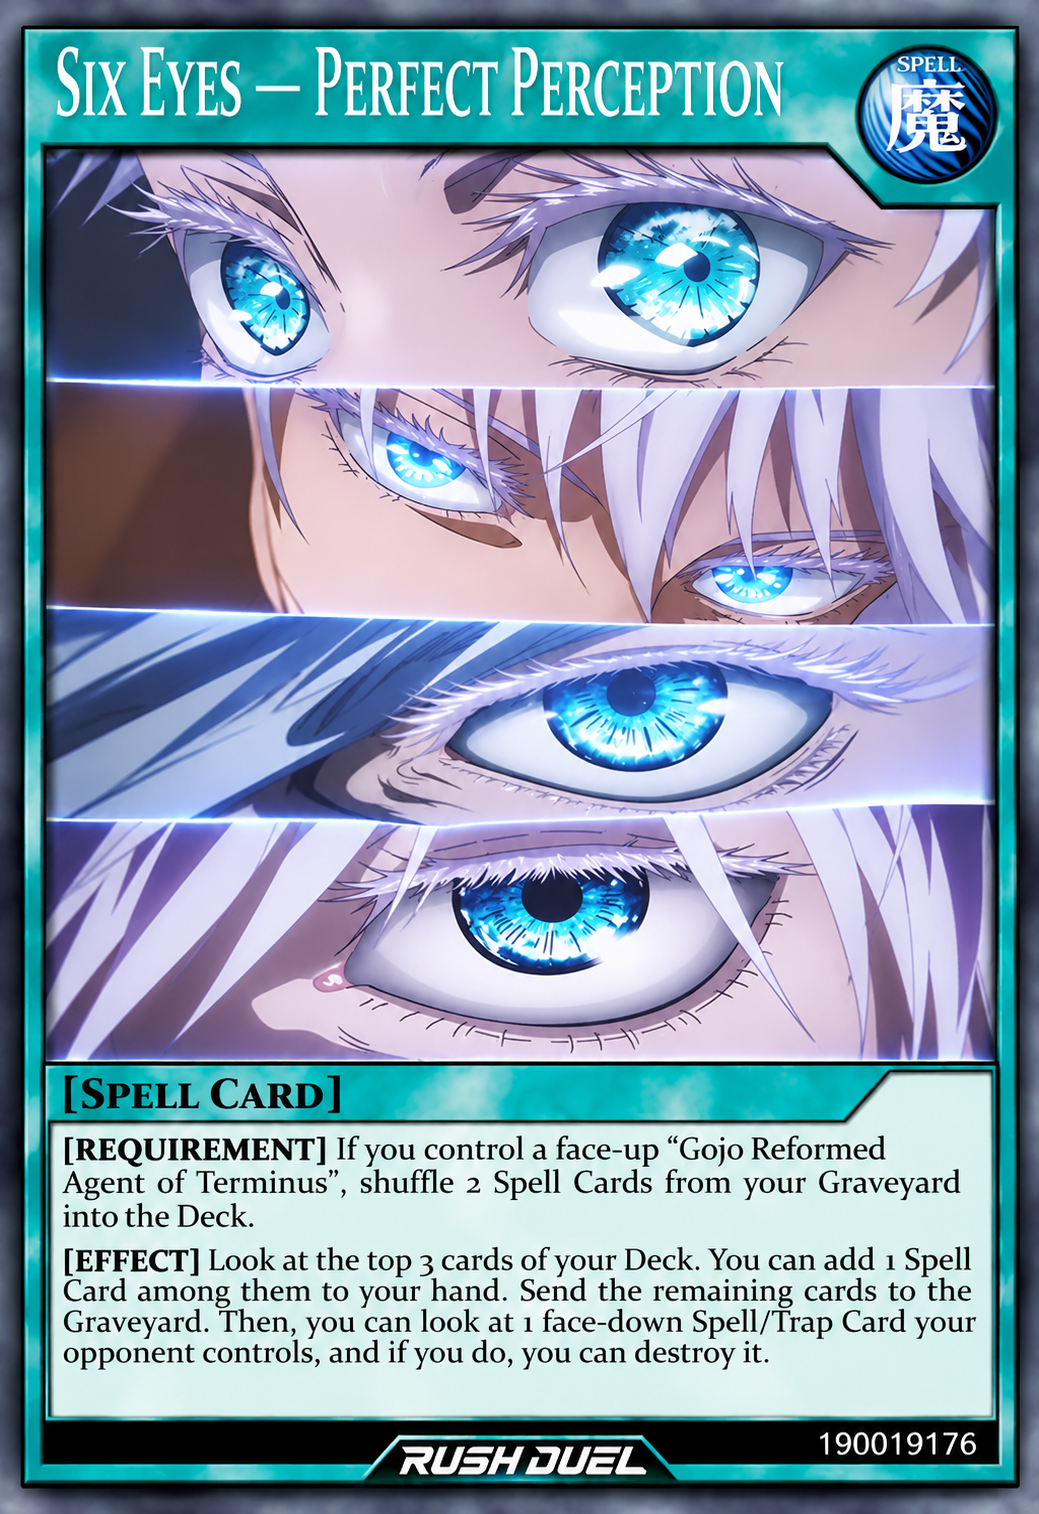 Six Eyes — Perfect Perception
SPELL
魔
[Spell Card]
[REQUIREMENT] If you control a face-up “Gojo Reformed
Agent of Terminus”, shuffle 2 Spell Cards from your Graveyard
into the Deck.
[EFFECT] Look at the top 3 cards of your Deck. You can add 1 Spell
Card among them to your hand. Send the remaining cards to the
Graveyard. Then, you can look at 1 face-down Spell/Trap Card your
opponent controls, and if you do, you can destroy it.
190019176
RUSH DUEL